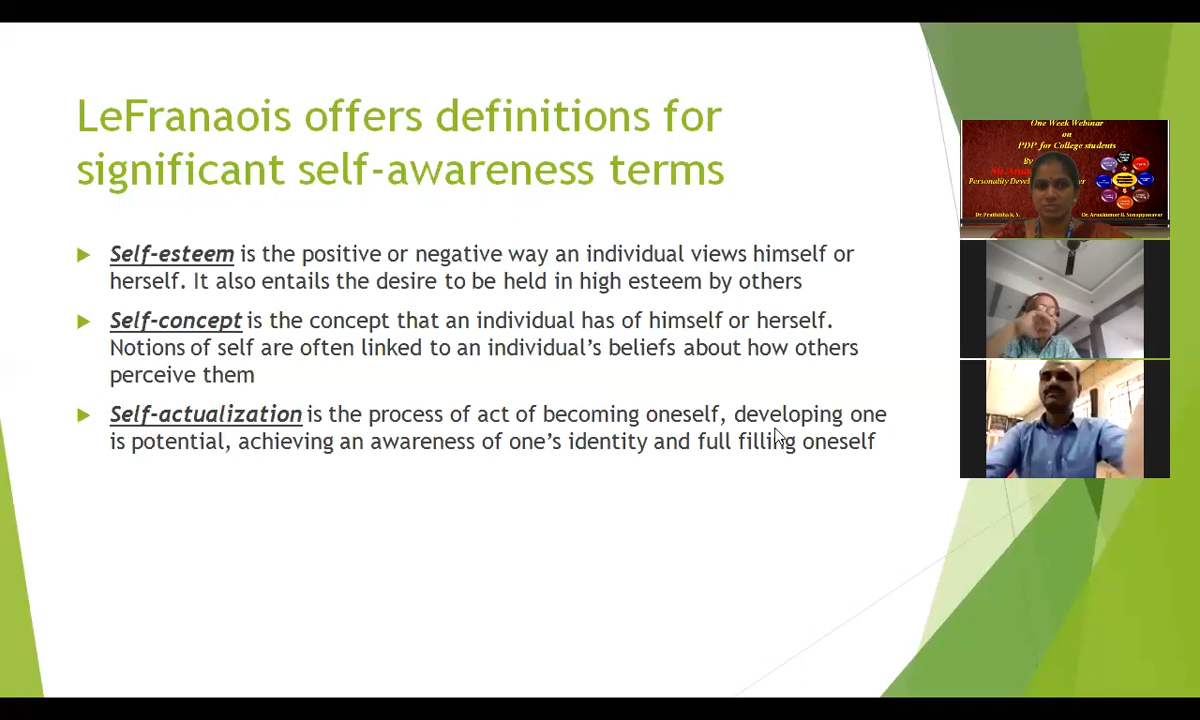 LeFranaois offers definitions for
significant self-awareness terms
Self-esteem is the positive or negative way an individual views himself or
herself. It also entails the desire to be held in high esteem by others
Self-concept is the concept that an individual has of himself or herself.
Notions of self are often linked to an individual's beliefs about how others
perceive them
Self-actualization is the process of act of becoming oneself, developing one
is potential, achieving an awareness of one's identity and full filling oneself
One Week Webinar
on
PDP for College students
By
Personality
Dr. Prathibha K. S.